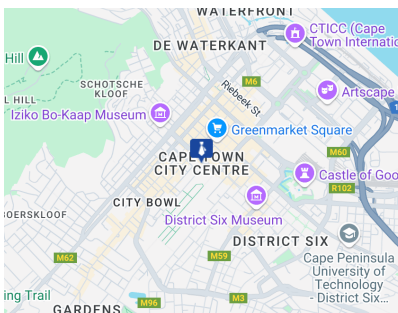 WATERFRONT
CTICC (Cape
Town Internatio
DE WATERKANT
Hill
SCHOTSCHE
KLOOF
M6
Riebeek St
Artscape
L HILL
Iziko Bo-Kaap Museum
Greenmarket Square
M60
CAPE TOWN
CITY CENTRE
Castle of Goo
R102
CITY BOWL
BOERSKLOOF
District Six Museum
DISTRICT SIX
M62
M59
Cape Peninsula
University of
Technology
- District Six...
ing Trail
M96
M3
GARDENS